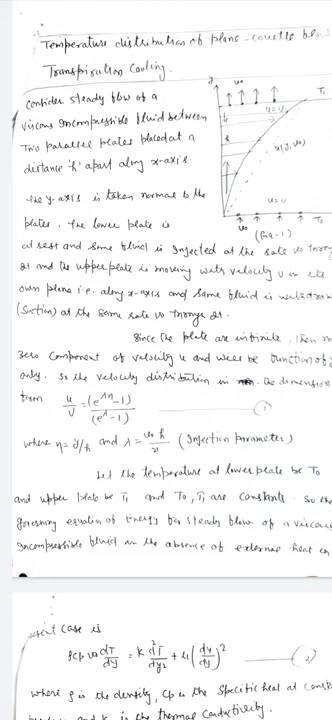 Temperature distribution of plane-couette flow
Transpiration Cooling.
y
v₀
T₁
u=U
u(y), v₀)
u=0
v₀
T₀
(fig-1)
Consider Steady flow of a
viscous Incompressible fluid between
Two parallel plates placed at a
distance 'h' apart along x-axis.
The y-axis is taken normal to the
plates. The lower plate is
at rest and Some fluid is Injected at the rate v₀ throug
it and the upper plate is moving with velocity U in its
own plane i.e. along x-axis and Same fluid is withdraw
(Suction) at the Same rate v₀ through it.
Since the plate are infinite, then
zero component of velocity u and will be function of
only. So the velocity distribution in the dimension
form u/U = (e^λη - 1)/(e^λ - 1) — 1
where η = y/h and λ = v₀h/ν (Injection parameter)
Let the temperature at lower plate be T₀
and upper plate be T₁ and T₀, T₁ are constants. So the
governing equation of Energy for Steady flow of a viscous
Incompressible fluid in the absence of external heat in
case is
ρCp v₀ dT/dy = k d²T/dy² + μ(du/dy)² — 2
where ρ is the density, Cp is the Specific heat at Const
and k is the thermal Conductivity.